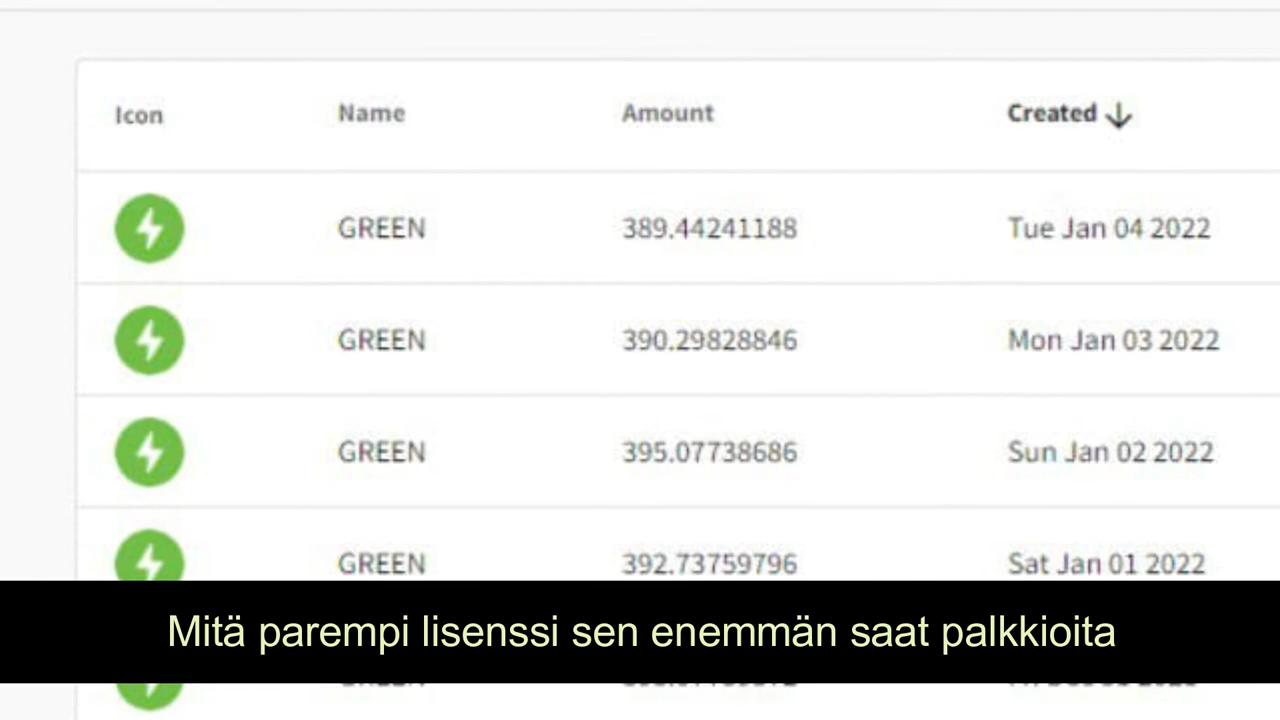 Icon Name Amount Created
GREEN 389.44241188 Tue Jan 04 2022
GREEN 390.29828846 Mon Jan 03 2022
GREEN 395.07738686 Sun Jan 02 2022
GREEN 392.73759796 Sat Jan 01 2022
Mitä parempi lisenssi sen enemmän saat palkkioita